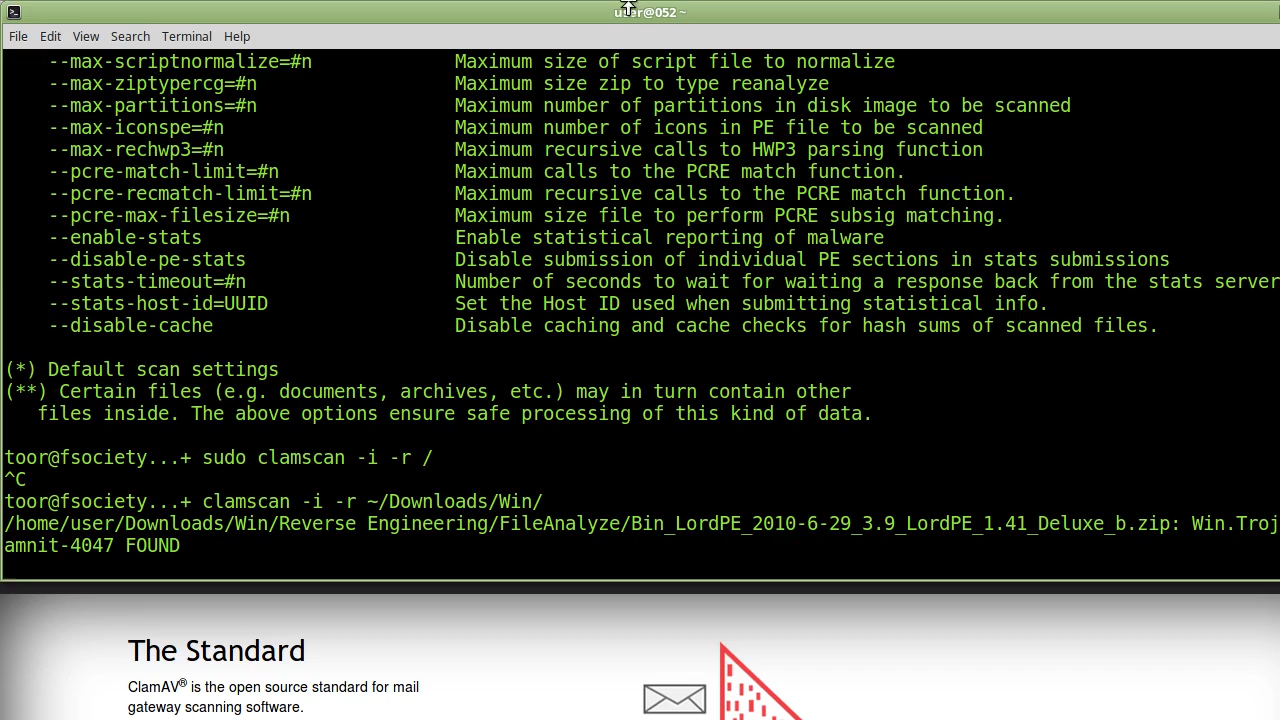 user@052 ~
File Edit View Search Terminal Help
--max-scriptnormalize=#n Maximum size of script file to normalize
--max-ziptypercg=#n Maximum size zip to type reanalyze
--max-partitions=#n Maximum number of partitions in disk image to be scanned
--max-iconspe=#n Maximum number of icons in PE file to be scanned
--max-rechwp3=#n Maximum recursive calls to HWP3 parsing function
--pcre-match-limit=#n Maximum calls to the PCRE match function.
--pcre-recmatch-limit=#n Maximum recursive calls to the PCRE match function.
--pcre-max-filesize=#n Maximum size file to perform PCRE subsig matching.
--enable-stats Enable statistical reporting of malware
--disable-pe-stats Disable submission of individual PE sections in stats submissions
--stats-timeout=#n Number of seconds to wait for waiting a response back from the stats server
--stats-host-id=UUID Set the Host ID used when submitting statistical info.
--disable-cache Disable caching and cache checks for hash sums of scanned files.
(*) Default scan settings
(**) Certain files (e.g. documents, archives, etc.) may in turn contain other
files inside. The above options ensure safe processing of this kind of data.
toor@fsociety...+ sudo clamscan -i -r /
^C
toor@fsociety...+ clamscan -i -r ~/Downloads/Win/
/home/user/Downloads/Win/Reverse Engineering/FileAnalyze/Bin_LordPE_2010-6-29_3.9_LordPE_1.41_Deluxe_b.zip: Win.Troj
amnit-4047 FOUND
The Standard
ClamAV® is the open source standard for mail
gateway scanning software.